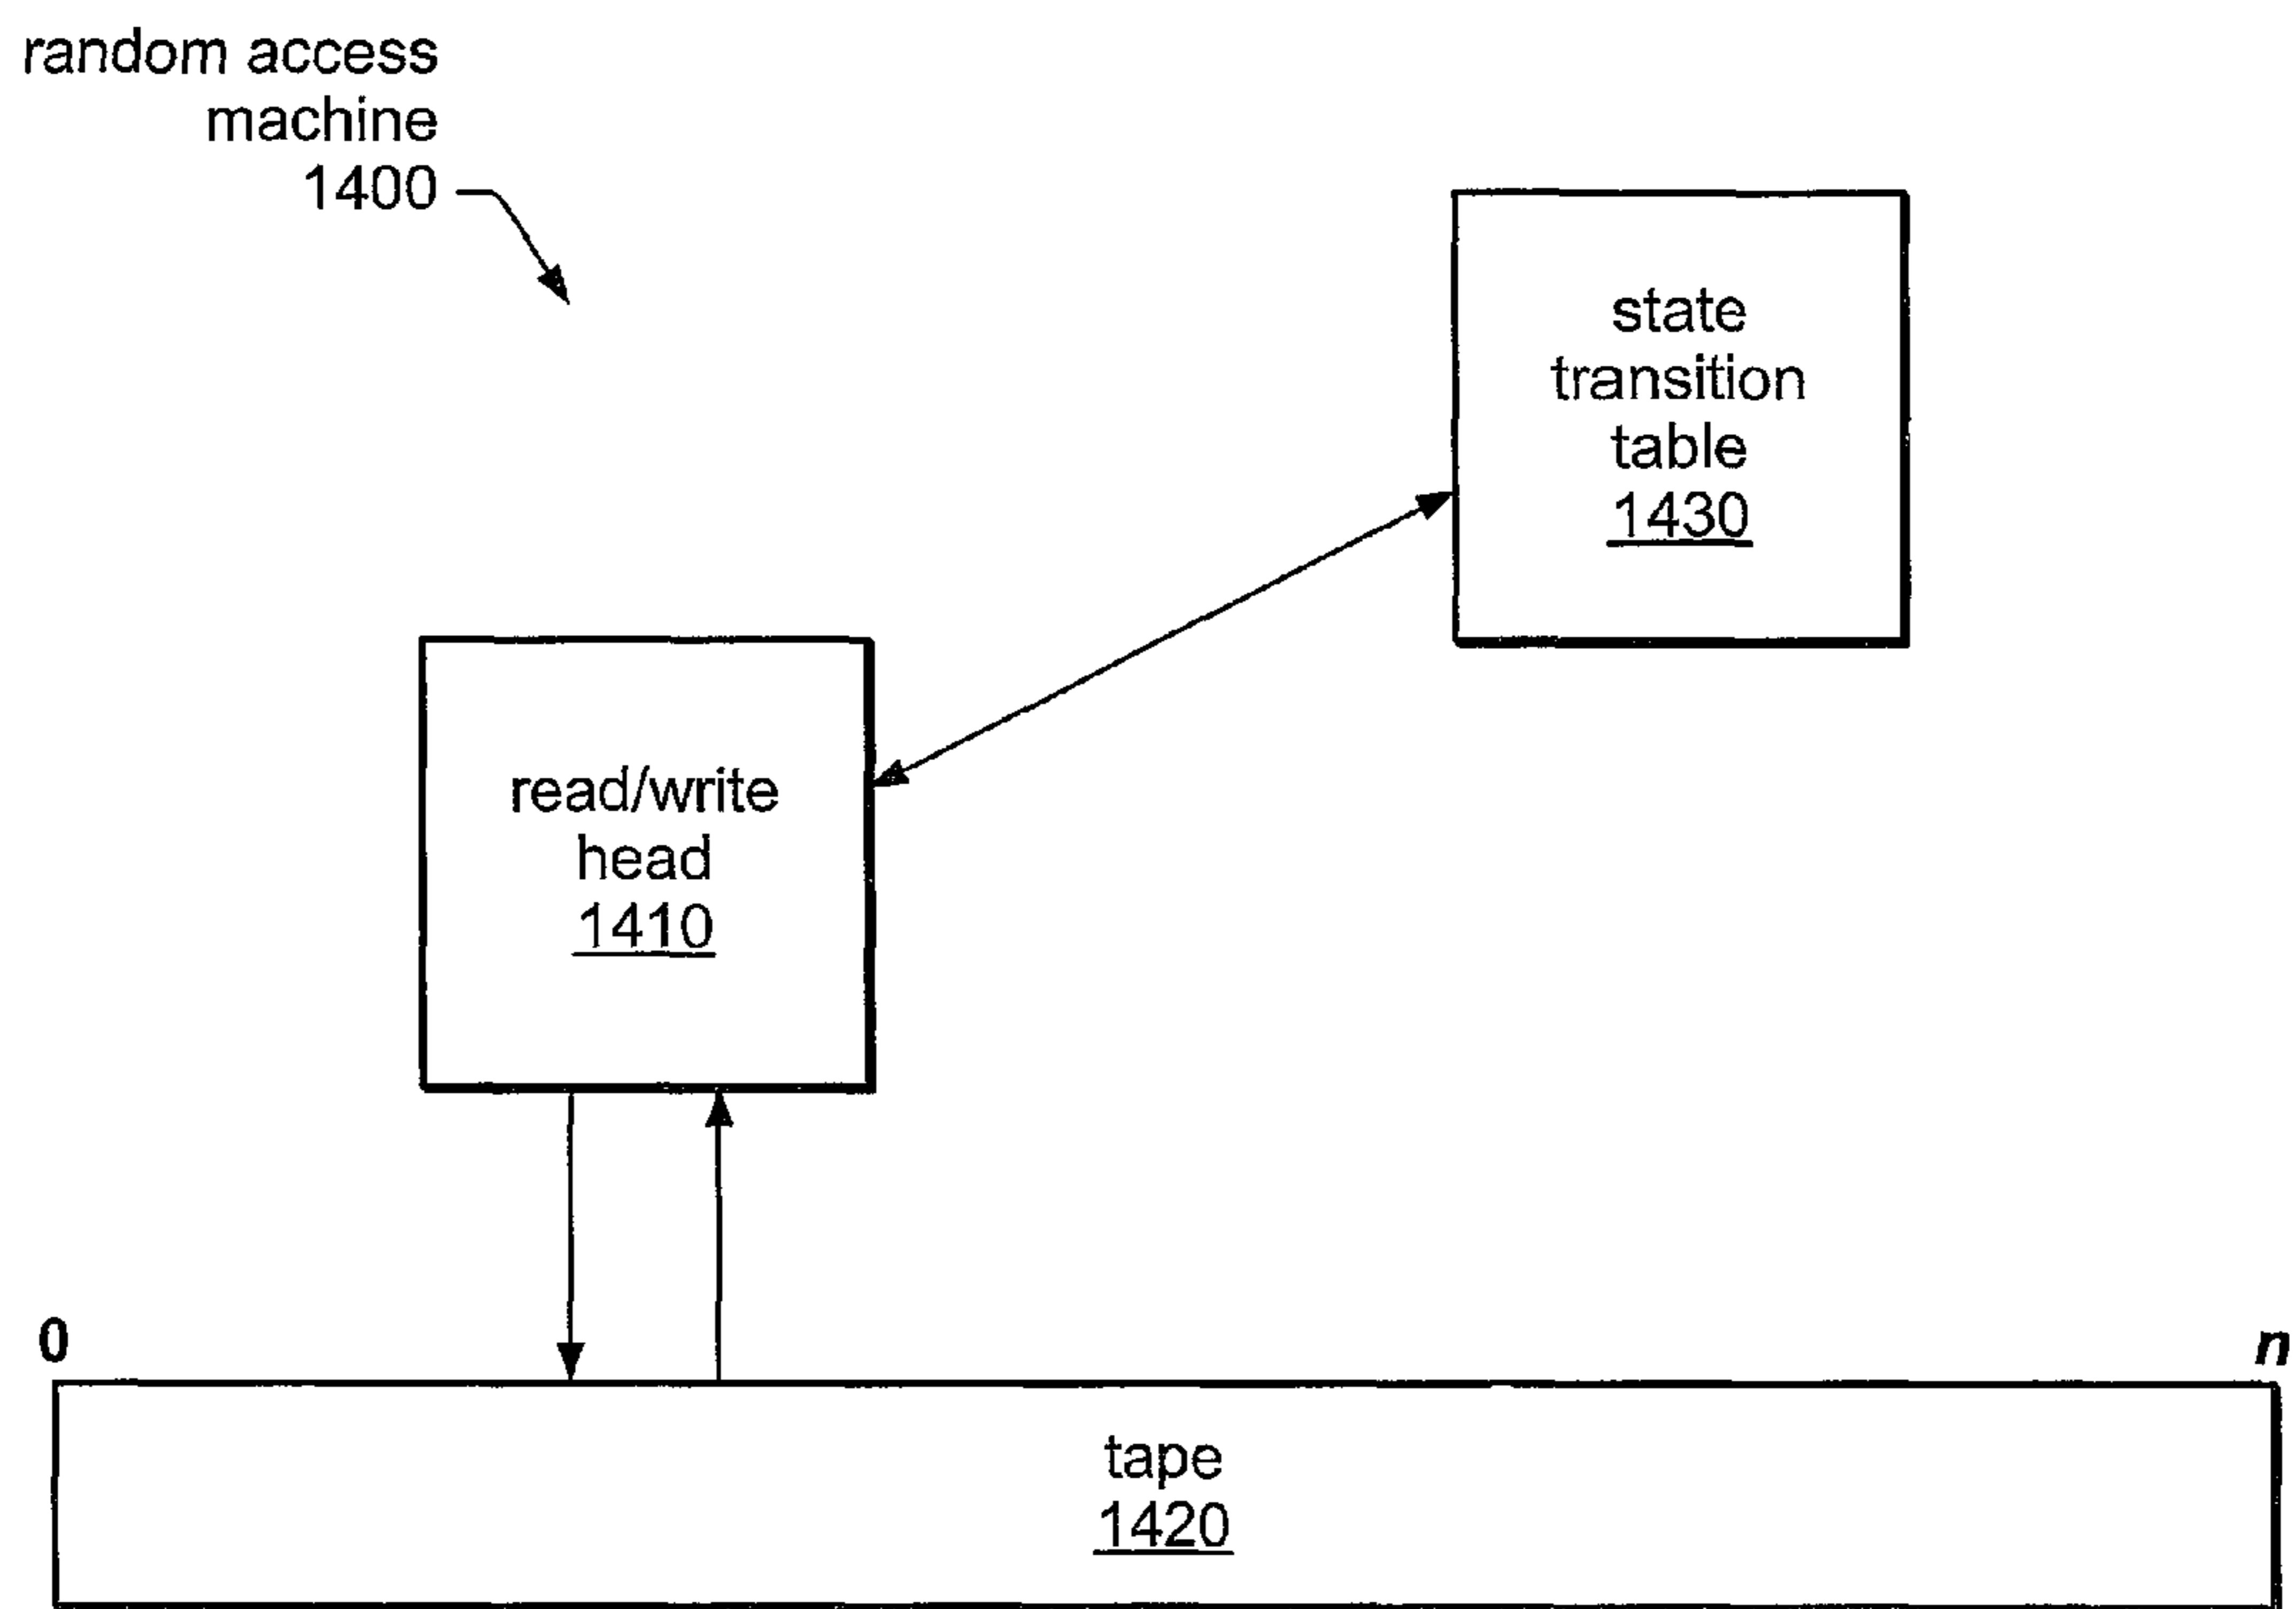 random access
machine
1400
state
transition
table
1430
read/write
head
1410
0
n
tape
1420